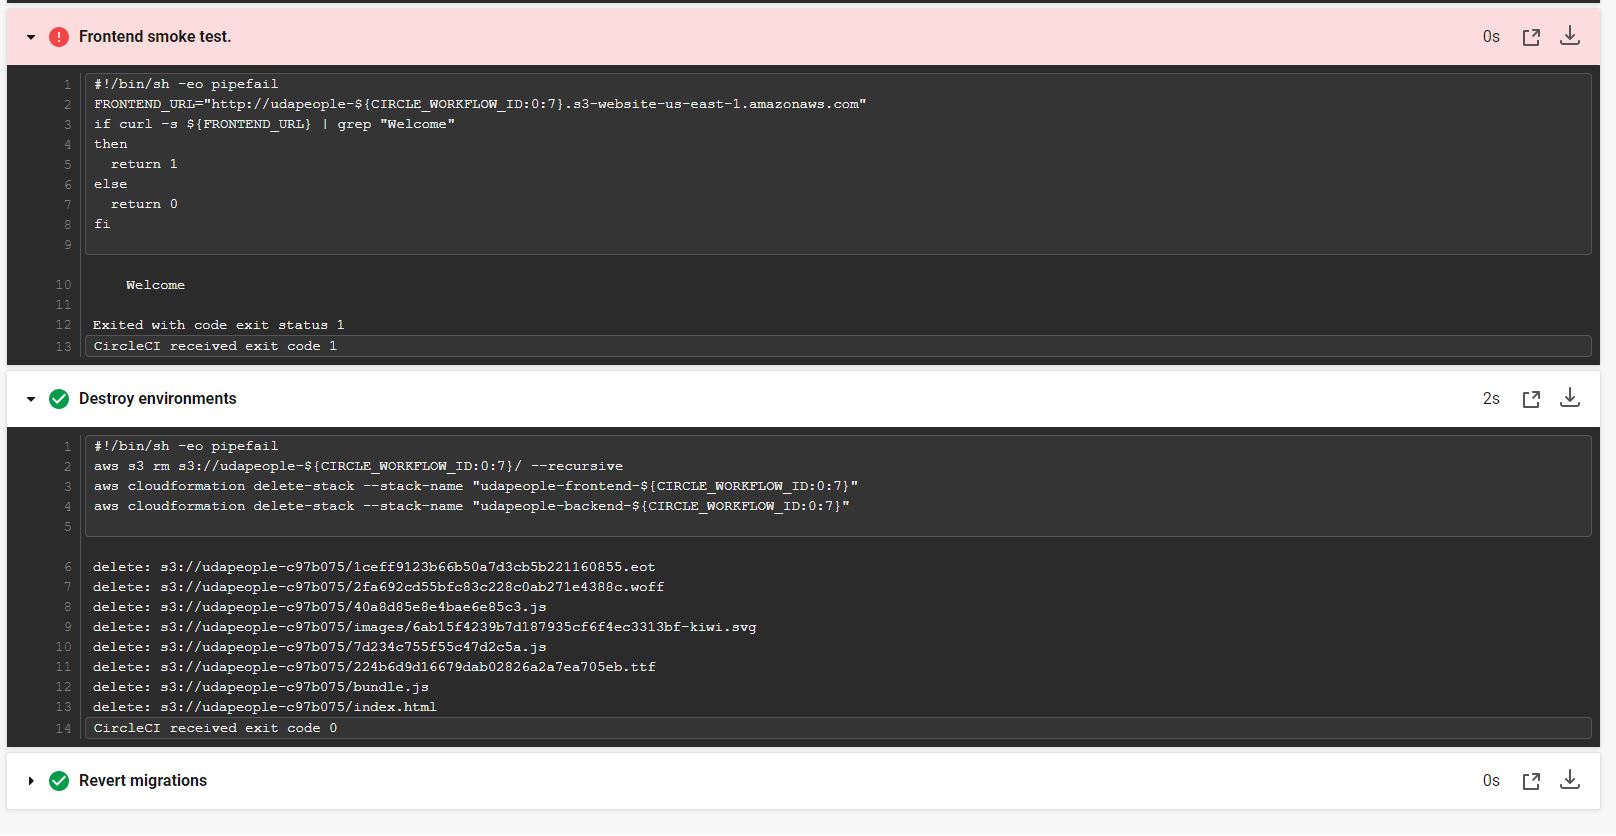 Frontend smoke test.
0s
1 #!/bin/sh -eo pipefail
2 FRONTEND_URL="http://udapeople-${CIRCLE_WORKFLOW_ID:0:7}.s3-website-us-east-1.amazonaws.com"
3 if curl -s ${FRONTEND_URL} | grep "Welcome"
4 then
5   return 1
6 else
7   return 0
8 fi
9
10     Welcome
11
12 Exited with code exit status 1
13 CircleCI received exit code 1
Destroy environments
2s
1 #!/bin/sh -eo pipefail
2 aws s3 rm s3://udapeople-${CIRCLE_WORKFLOW_ID:0:7}/ --recursive
3 aws cloudformation delete-stack --stack-name "udapeople-frontend-${CIRCLE_WORKFLOW_ID:0:7}"
4 aws cloudformation delete-stack --stack-name "udapeople-backend-${CIRCLE_WORKFLOW_ID:0:7}"
5
6 delete: s3://udapeople-c97b075/1ceff9123b66b50a7d3cb5b221160855.eot
7 delete: s3://udapeople-c97b075/2fa692cd55bfc83c228c0ab271e4388c.woff
8 delete: s3://udapeople-c97b075/40a8d85e8e4bae6e85c3.js
9 delete: s3://udapeople-c97b075/images/6ab15f4239b7d187935cf6f4ec3313bf-kiwi.svg
10 delete: s3://udapeople-c97b075/7d234c755f55c47d2c5a.js
11 delete: s3://udapeople-c97b075/224b6d9d16679dab02826a2a7ea705eb.ttf
12 delete: s3://udapeople-c97b075/bundle.js
13 delete: s3://udapeople-c97b075/index.html
14 CircleCI received exit code 0
Revert migrations
0s